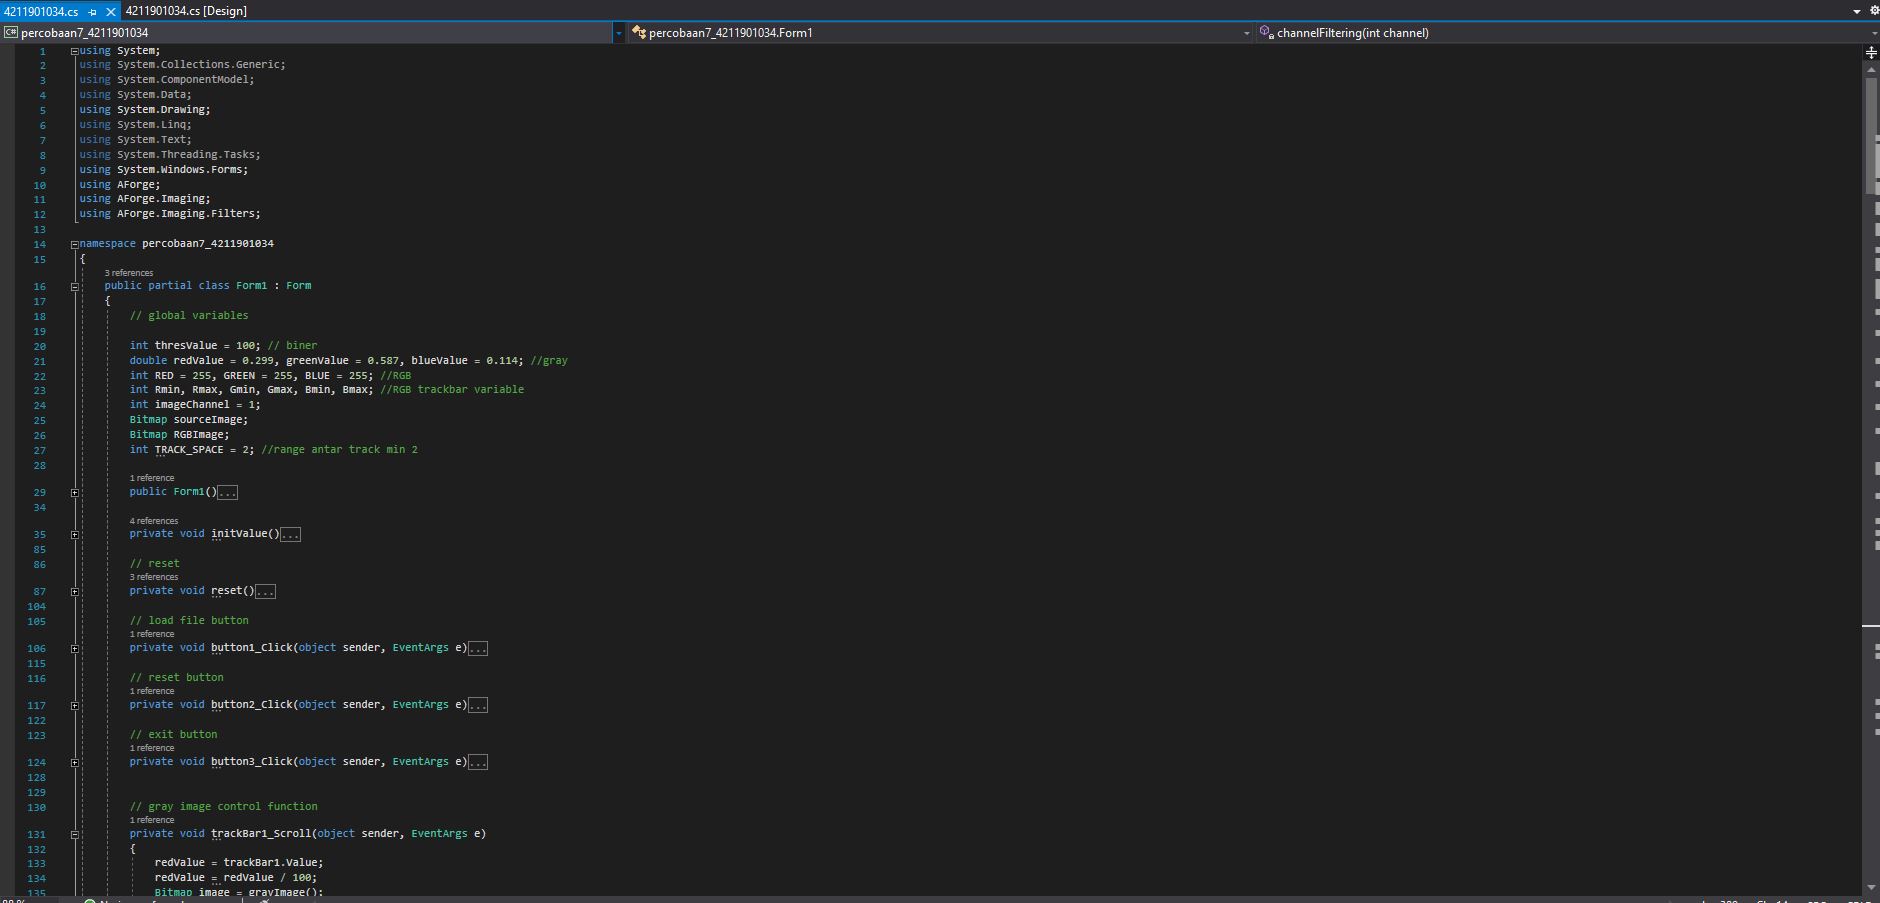 4211901034.cs 4211901034.cs [Design]
C# percobaan7_4211901034 percobaan7_4211901034.Form1 channelFiltering(int channel)
1 using System;
2 using System.Collections.Generic;
3 using System.ComponentModel;
4 using System.Data;
5 using System.Drawing;
6 using System.Linq;
7 using System.Text;
8 using System.Threading.Tasks;
9 using System.Windows.Forms;
10 using AForge;
11 using AForge.Imaging;
12 using AForge.Imaging.Filters;
13
14 namespace percobaan7_4211901034
15 {
3 references
16 public partial class Form1 : Form
17 {
18 // global variables
19
20 int thresValue = 100; // biner
21 double redValue = 0.299, greenValue = 0.587, blueValue = 0.114; //gray
22 int RED = 255, GREEN = 255, BLUE = 255; //RGB
23 int Rmin, Rmax, Gmin, Gmax, Bmin, Bmax; //RGB trackbar variable
24 int imageChannel = 1;
25 Bitmap sourceImage;
26 Bitmap RGBImage;
27 int TRACK_SPACE = 2; //range antar track min 2
28
1 reference
29 public Form1()...
34
4 references
35 private void initValue()...
85
86 // reset
3 references
87 private void reset()...
104
105 // load file button
1 reference
106 private void button1_Click(object sender, EventArgs e)...
115
116 // reset button
1 reference
117 private void button2_Click(object sender, EventArgs e)...
122
123 // exit button
1 reference
124 private void button3_Click(object sender, EventArgs e)...
128
129
130 // gray image control function
1 reference
131 private void trackBar1_Scroll(object sender, EventArgs e)
132 {
133 redValue = trackBar1.Value;
134 redValue = redValue / 100;
135 Bitmap image = grayImage();